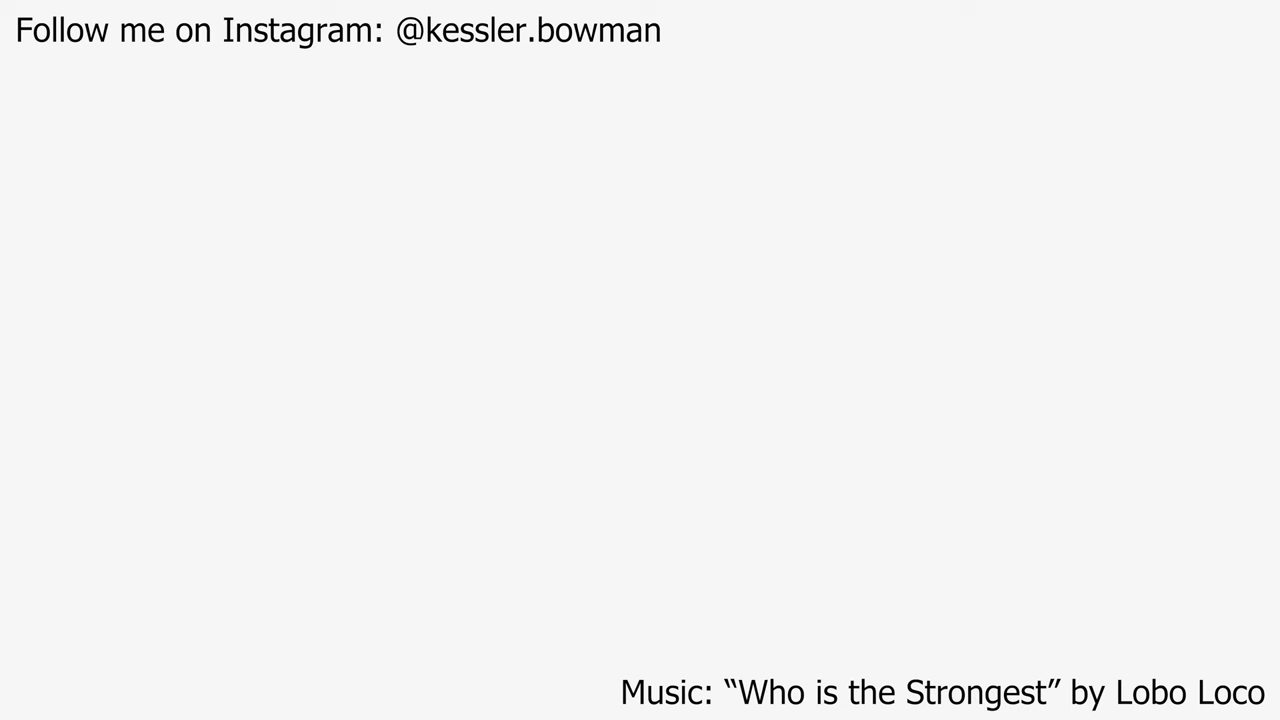 Follow me on Instagram: @kessler.bowman
Music: “Who is the Strongest” by Lobo Loco